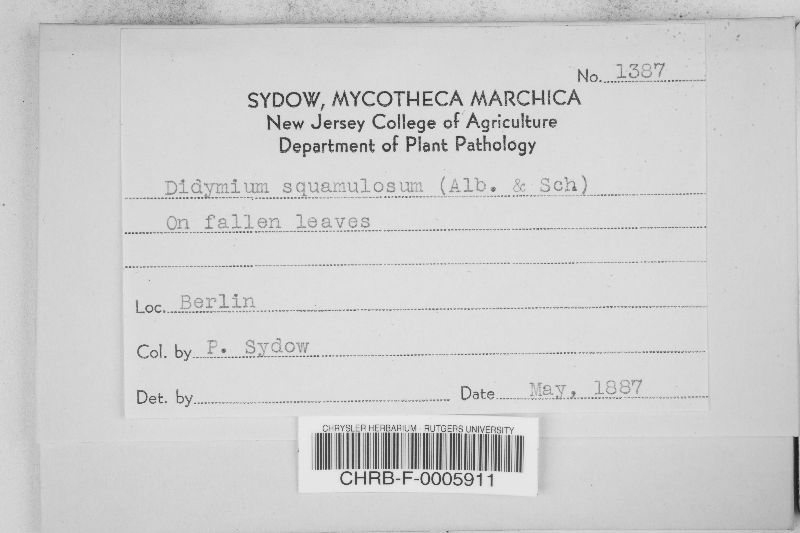 No. 1387
SYDOW, MYCOTHECA MARCHICA
New Jersey College of Agriculture
Department of Plant Pathology
Didymium squamulosum (Alb. & Sch)
On fallen leaves
Loc. Berlin
Col. by P. Sydow
Det. by
Date May, 1887
CHRYSLER HERBARIUM - RUTGERS UNIVERSITY
CHRB-F-0005911